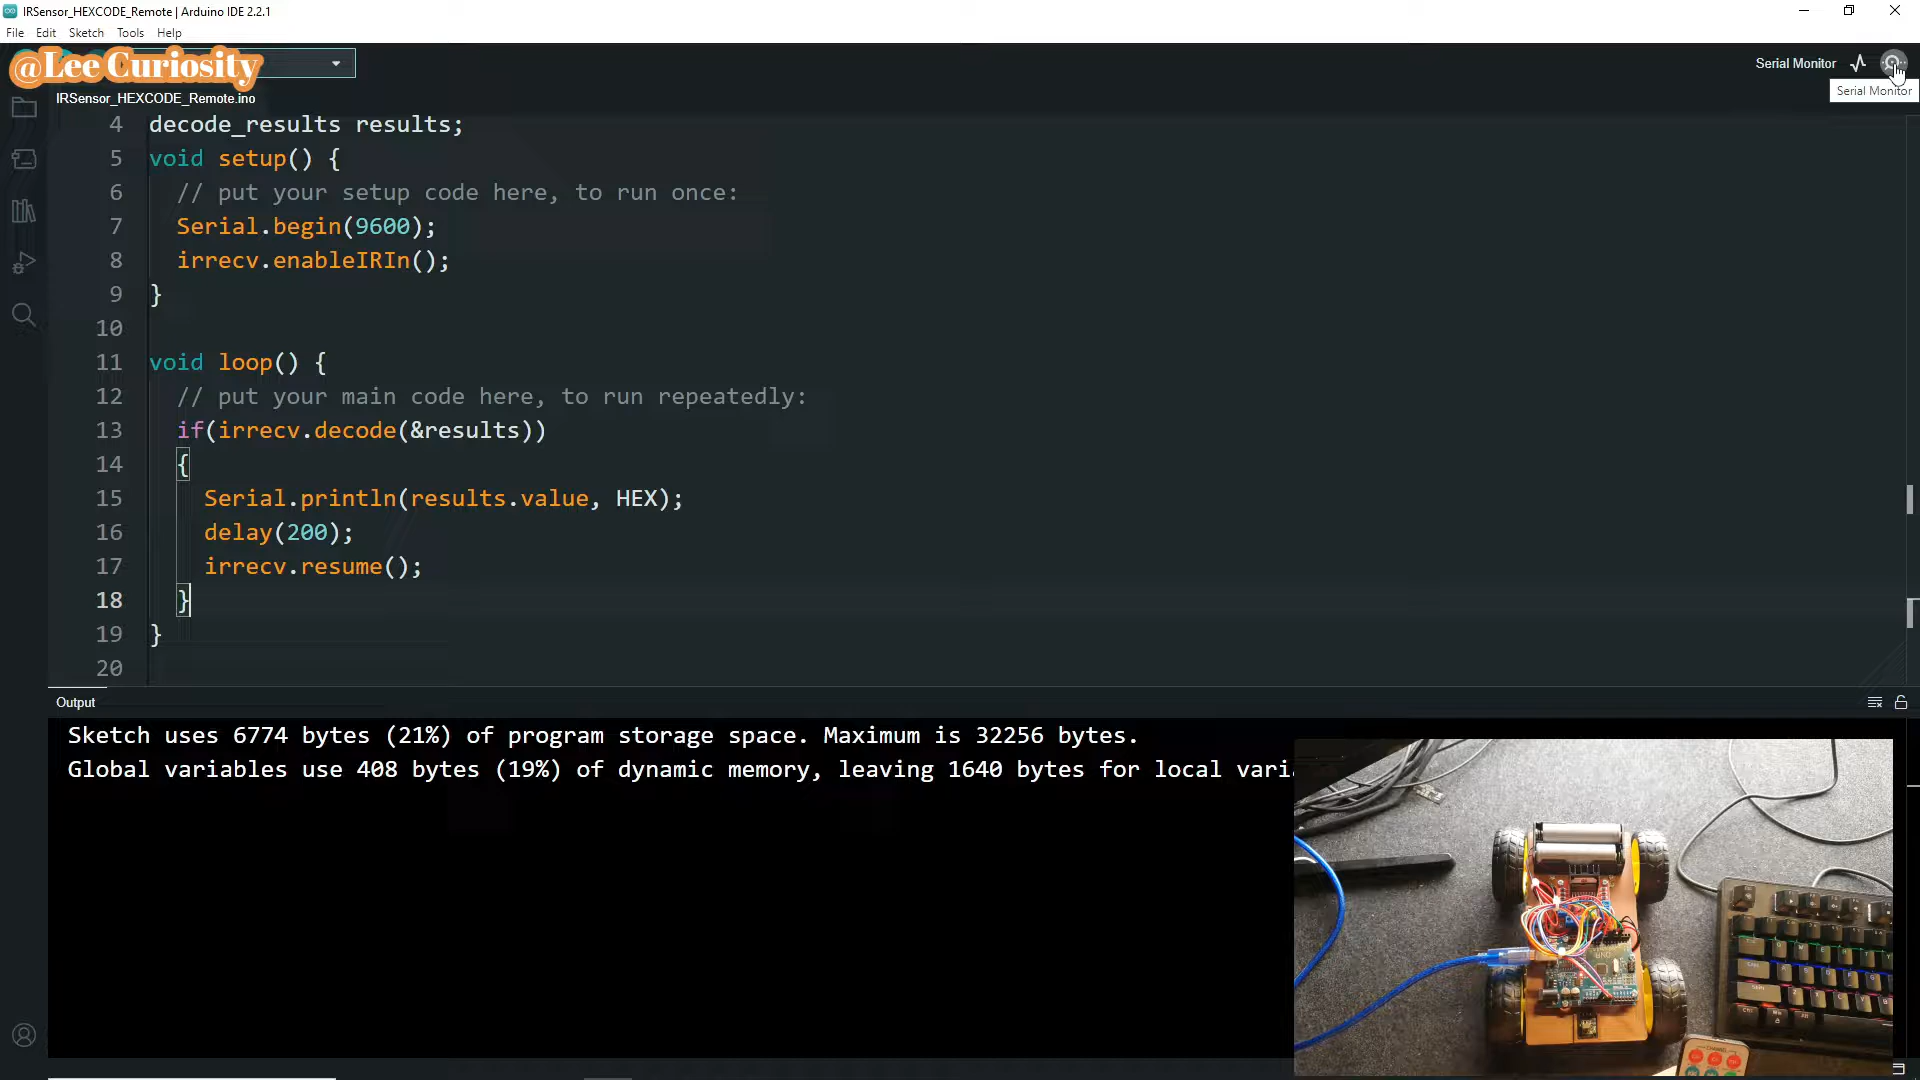 IRSensor_HEXCODE_Remote | Arduino IDE 2.2.1
File Edit Sketch Tools Help
@Lee Curiosity
Serial Monitor
Serial Monitor
IRSensor_HEXCODE_Remote.ino
4 decode_results results;
5 void setup() {
6 // put your setup code here, to run once:
7 Serial.begin(9600);
8 irrecv.enableIRIn();
9 }
10
11 void loop() {
12 // put your main code here, to run repeatedly:
13 if(irrecv.decode(&results))
14 {
15 Serial.println(results.value, HEX);
16 delay(200);
17 irrecv.resume();
18 }
19 }
20
Output
Sketch uses 6774 bytes (21%) of program storage space. Maximum is 32256 bytes.
Global variables use 408 bytes (19%) of dynamic memory, leaving 1640 bytes for local vari